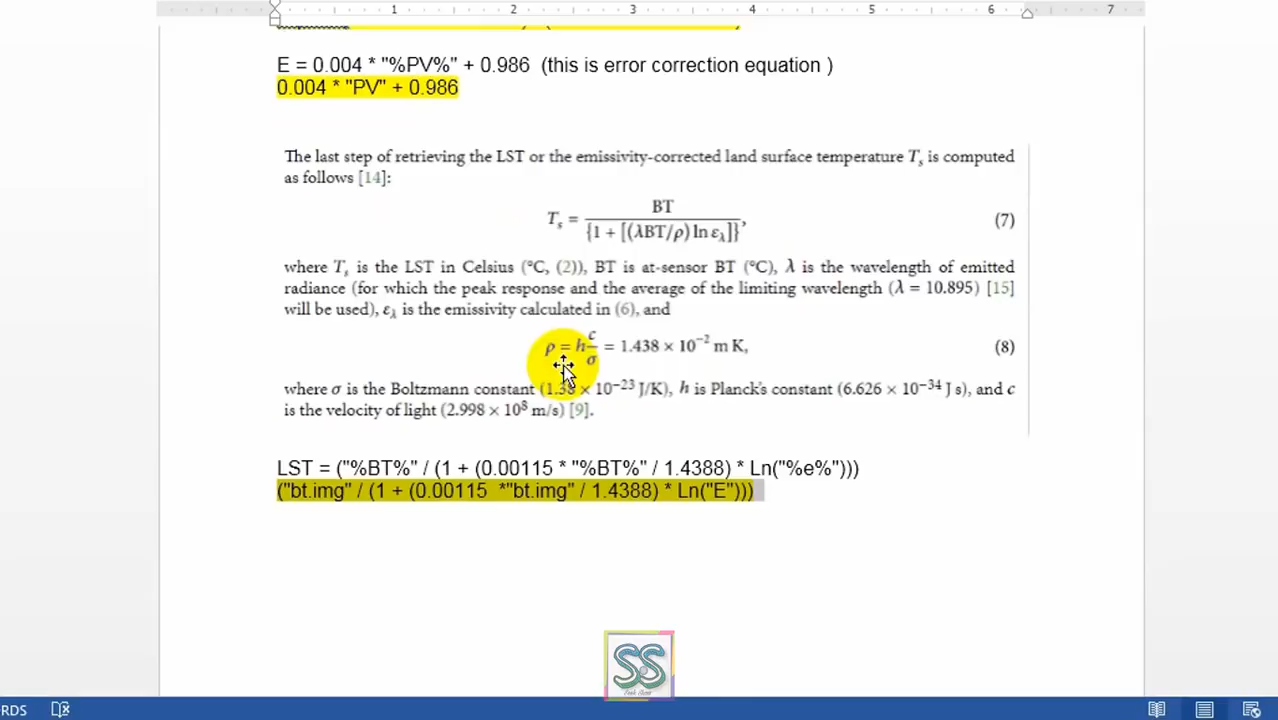 1 2 3 4 5 6 7
E = 0.004 * "%PV%" + 0.986 (this is error correction equation )
0.004 * "PV" + 0.986
The last step of retrieving the LST or the emissivity-corrected land surface temperature Tₛ is computed
as follows [14]:
Tₛ = BT / {1 + [(λBT/ρ) ln ελ]}, (7)
where Tₛ is the LST in Celsius (°C, (2)), BT is at-sensor BT (°C), λ is the wavelength of emitted
radiance (for which the peak response and the average of the limiting wavelength (λ = 10.895) [15]
will be used), ελ is the emissivity calculated in (6), and
ρ = h c/σ = 1.438 × 10⁻² m K, (8)
where σ is the Boltzmann constant (1.38 × 10⁻²³ J/K), h is Planck's constant (6.626 × 10⁻³⁴ J s), and c
is the velocity of light (2.998 × 10⁸ m/s) [9].
LST = ("%BT%" / (1 + (0.00115 * "%BT%" / 1.4388) * Ln("%e%")))
("bt.img" / (1 + (0.00115 *"bt.img" / 1.4388) * Ln("E")))
SS
RDS